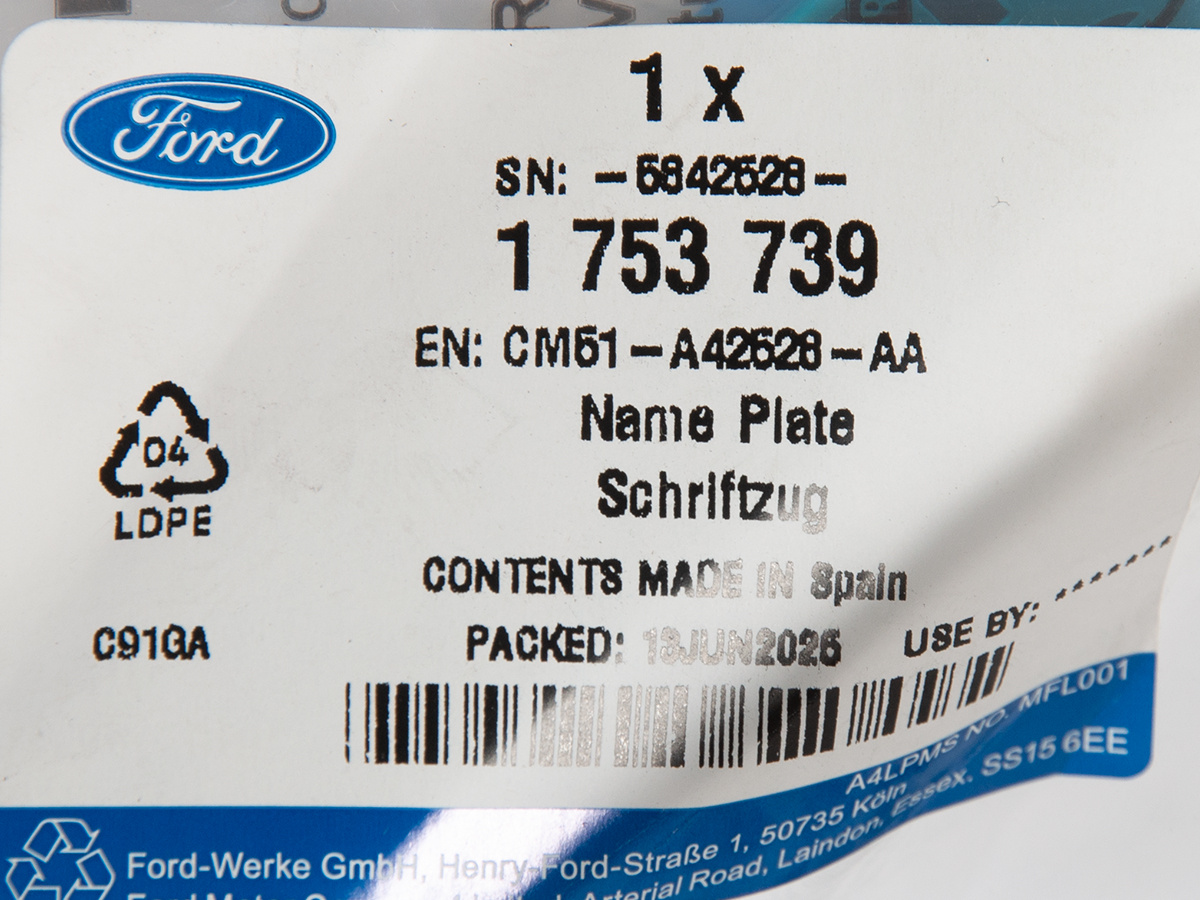 Ford
1 x
SN: -5842528-
1 753 739
EN: CM51-A42528-AA
Name Plate
Schriftzug
04
LDPE
CONTENTS MADE IN Spain
C91GA
PACKED: 13JUN2025
USE BY: *******
A4LPMS NO. MFL001
Ford-Werke GmbH, Henry-Ford-Straße 1, 50735 Köln
Arterial Road, Laindon, Essex. SS15 6EE